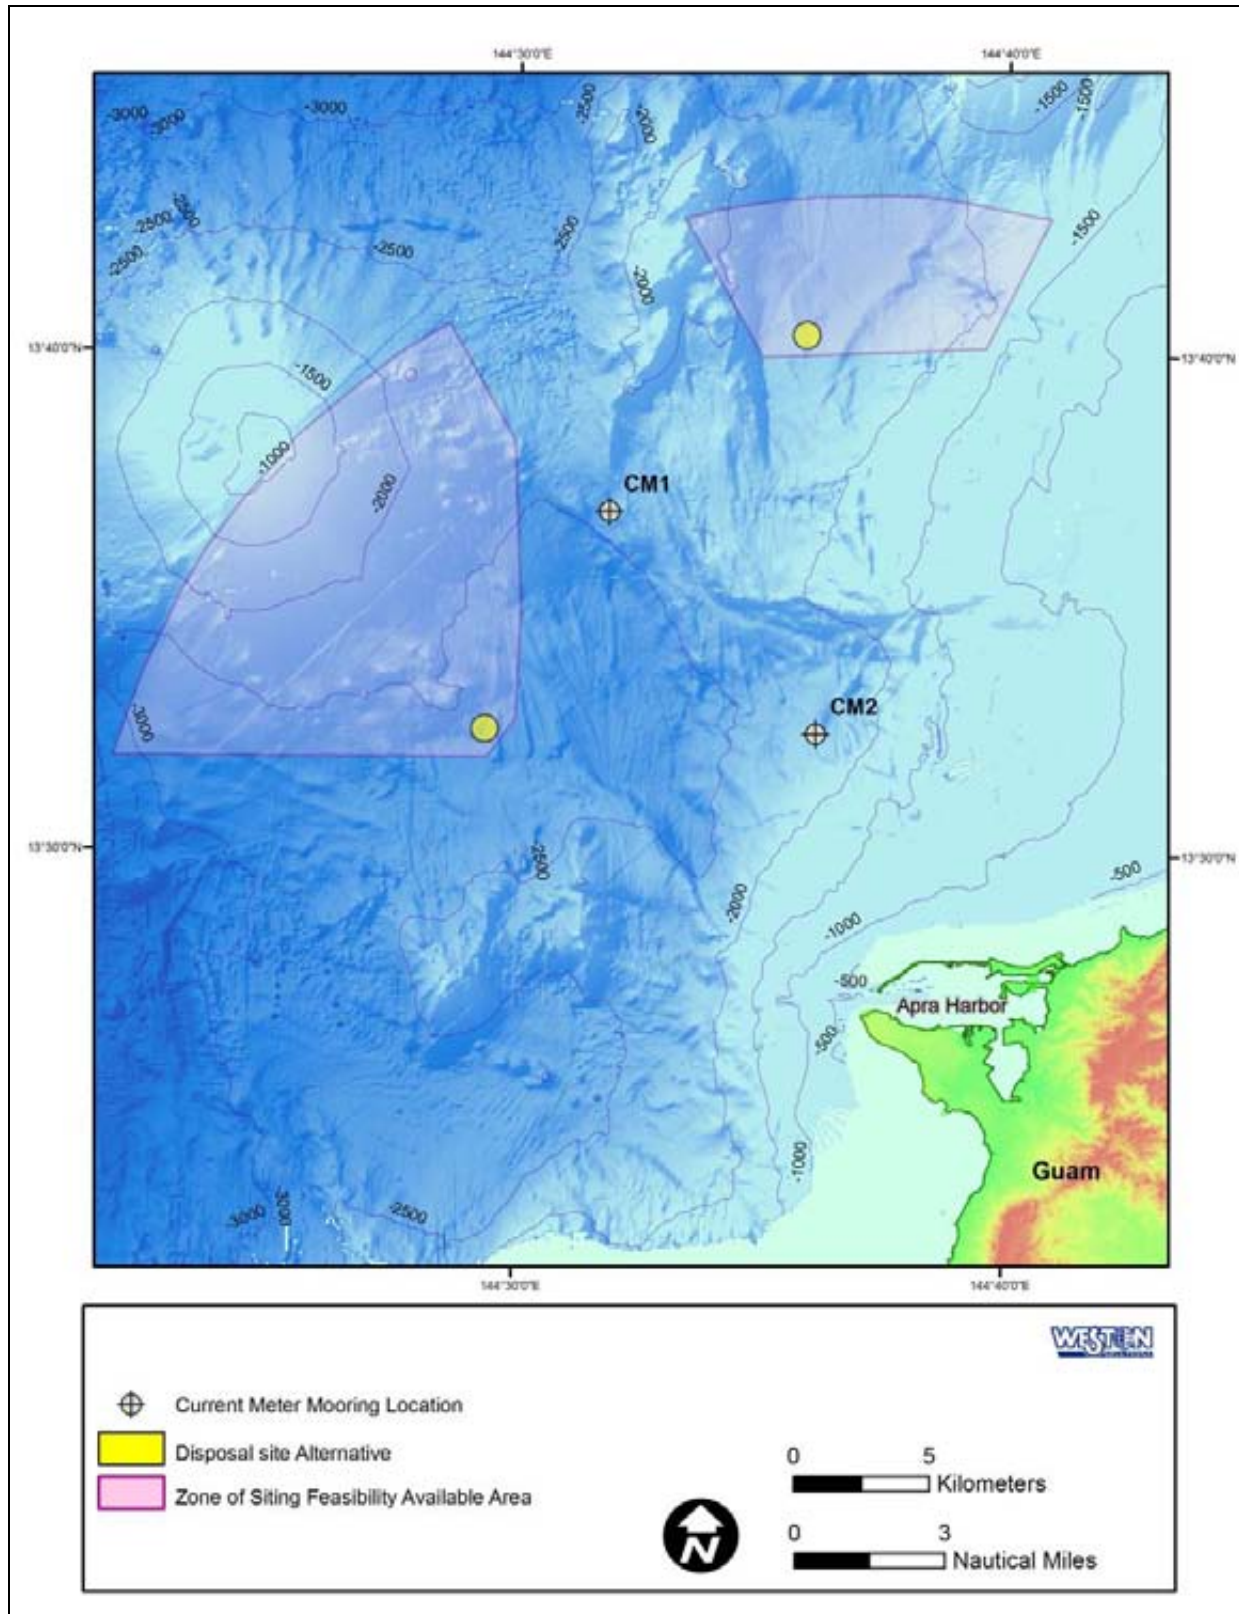 144°30'0"E
144°40'0"E
-3000
-3000
-3000
-2500
-2000
-1500
-1500
-2500
-2500
-2500
-2500
-2500
-2000
-1500
13°40'0"N
13°40'0"N
-1500
-1000
-2000
CM1
CM2
-3000
13°30'0"N
13°30'0"N
-2500
-2000
-500
-1000
-500
Apra Harbor
-500
-1000
Guam
-3000
-3000
-2500
144°30'0"E
144°40'0"E
WESTON
Current Meter Mooring Location
Disposal site Alternative
Zone of Siting Feasibility Available Area
0 5
Kilometers
0 3
Nautical Miles
N